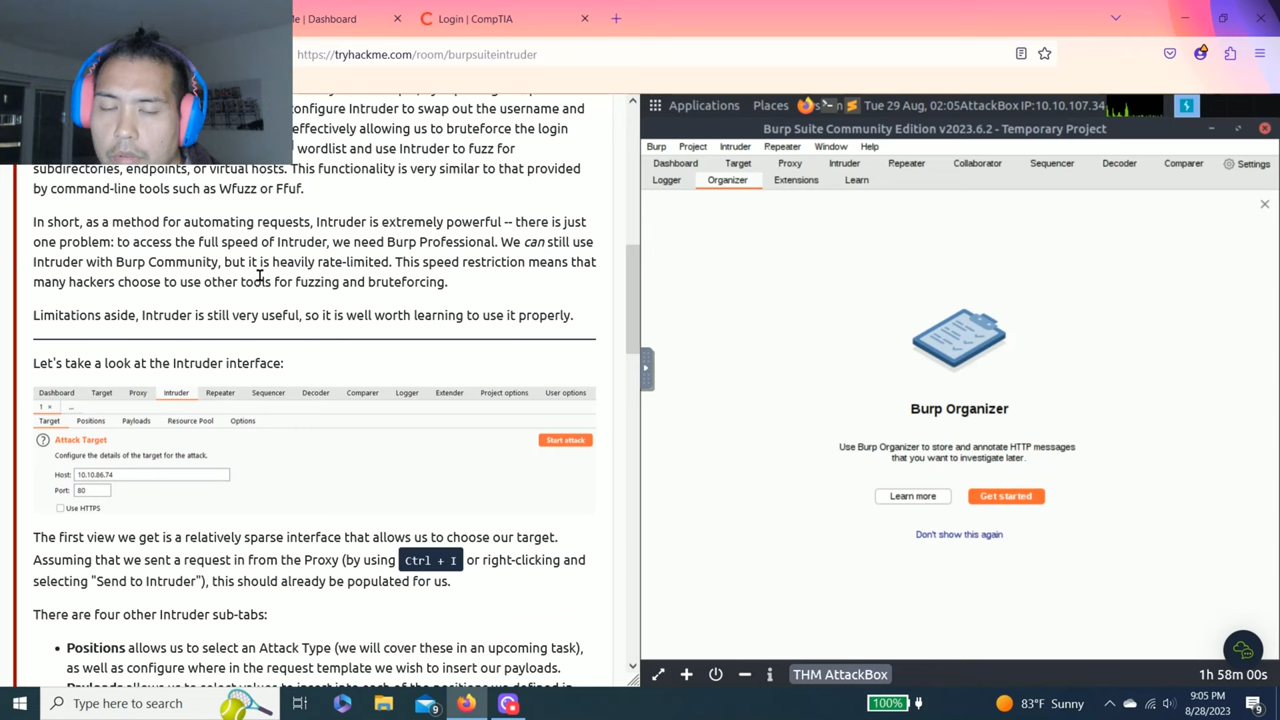 e | Dashboard
Login | CompTIA
https://tryhackme.com/room/burpsuiteintruder
onfigure Intruder to swap out the username and
effectively allowing us to bruteforce the login
wordlist and use Intruder to fuzz for
subdirectories, endpoints, or virtual hosts. This functionality is very similar to that provided
by command-line tools such as Wfuzz or Ffuf.
In short, as a method for automating requests, Intruder is extremely powerful -- there is just
one problem: to access the full speed of Intruder, we need Burp Professional. We can still use
Intruder with Burp Community, but it is heavily rate-limited. This speed restriction means that
many hackers choose to use other tools for fuzzing and bruteforcing.
Limitations aside, Intruder is still very useful, so it is well worth learning to use it properly.
Let's take a look at the Intruder interface:
Dashboard Target Proxy Intruder Repeater Sequencer Decoder Comparer Logger Extender Project options User options
1 × ...
Target Positions Payloads Resource Pool Options
? Attack Target Start attack
Configure the details of the target for the attack.
Host: 10.10.86.74
Port: 80
Use HTTPS
The first view we get is a relatively sparse interface that allows us to choose our target.
Assuming that we sent a request in from the Proxy (by using Ctrl + I or right-clicking and
selecting "Send to Intruder"), this should already be populated for us.
There are four other Intruder sub-tabs:
• Positions allows us to select an Attack Type (we will cover these in an upcoming task),
as well as configure where in the request template we wish to insert our payloads.
Applications Places Tue 29 Aug, 02:05 AttackBox IP:10.10.107.34
Burp Suite Community Edition v2023.6.2 - Temporary Project
Burp Project Intruder Repeater Window Help
Dashboard Target Proxy Intruder Repeater Collaborator Sequencer Decoder Comparer Settings
Logger Organizer Extensions Learn
Burp Organizer
Use Burp Organizer to store and annotate HTTP messages
that you want to investigate later.
Learn more Get started
Don't show this again
THM AttackBox 1h 58m 00s
Type here to search 9 100% 83°F Sunny 9:05 PM
8/28/2023 9